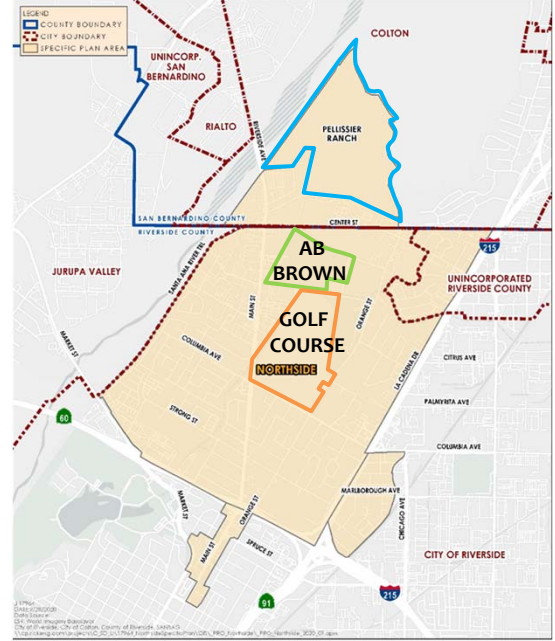 LEGEND
COUNTY BOUNDARY
CITY BOUNDARY
SPECIFIC PLAN AREA
COLTON
UNINCORP.
SAN
BERNARDINO
RIALTO
RIVERSIDE AVE
PELLISSIER
RANCH
SAN BERNARDINO COUNTY
RIVERSIDE COUNTY
CENTER ST
SANTA ANA RIVER TRL
JURUPA VALLEY
AB
BROWN
215
UNINCORPORATED
RIVERSIDE COUNTY
MAIN ST
ORANGE ST
GOLF
COURSE
NORTHSIDE
MARKET ST
COLUMBIA AVE
LA CADENA DR
CITRUS AVE
PALMYRITA AVE
STRONG ST
60
COLUMBIA AVE
MARKET ST
ORANGE ST
MARLBOROUGH AVE
CHICAGO AVE
MAIN ST
SPRUCE ST
CITY OF RIVERSIDE
91
215